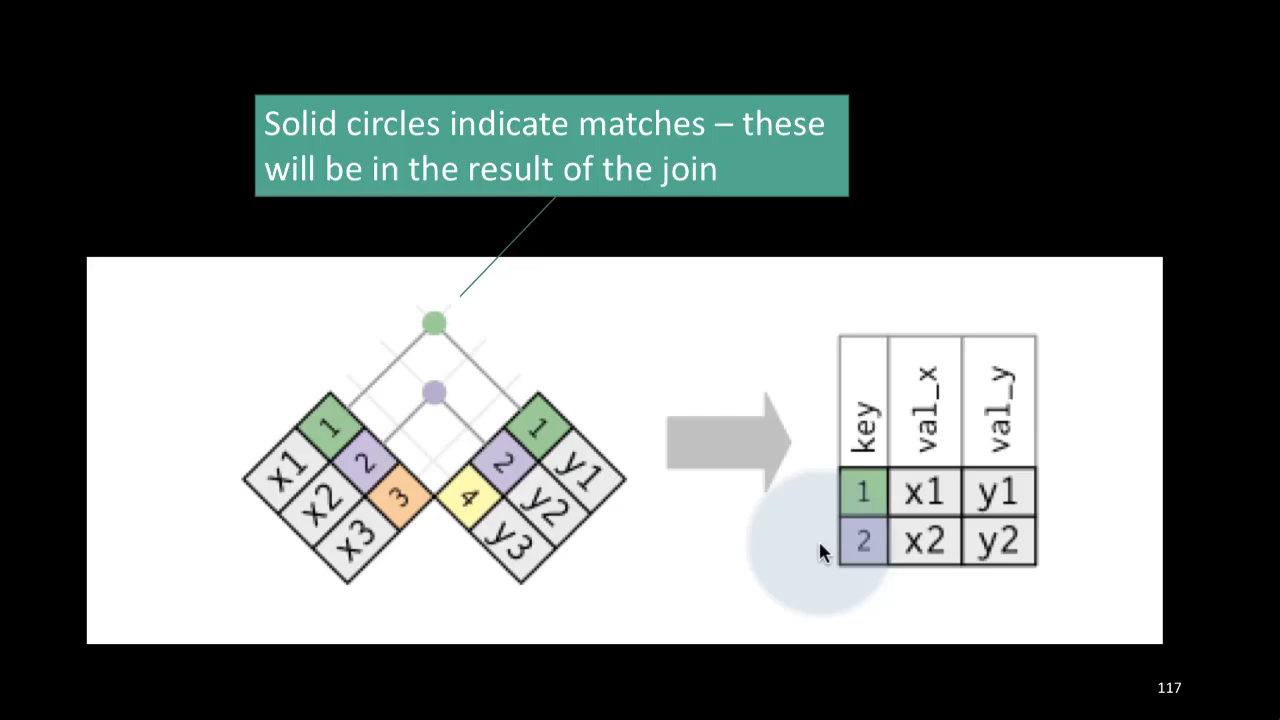 Solid circles indicate matches – these
will be in the result of the join
1
x1
2
x2
3
x3
1
y1
2
y2
4
y3
key val_x val_y
1 x1 y1
2 x2 y2
117